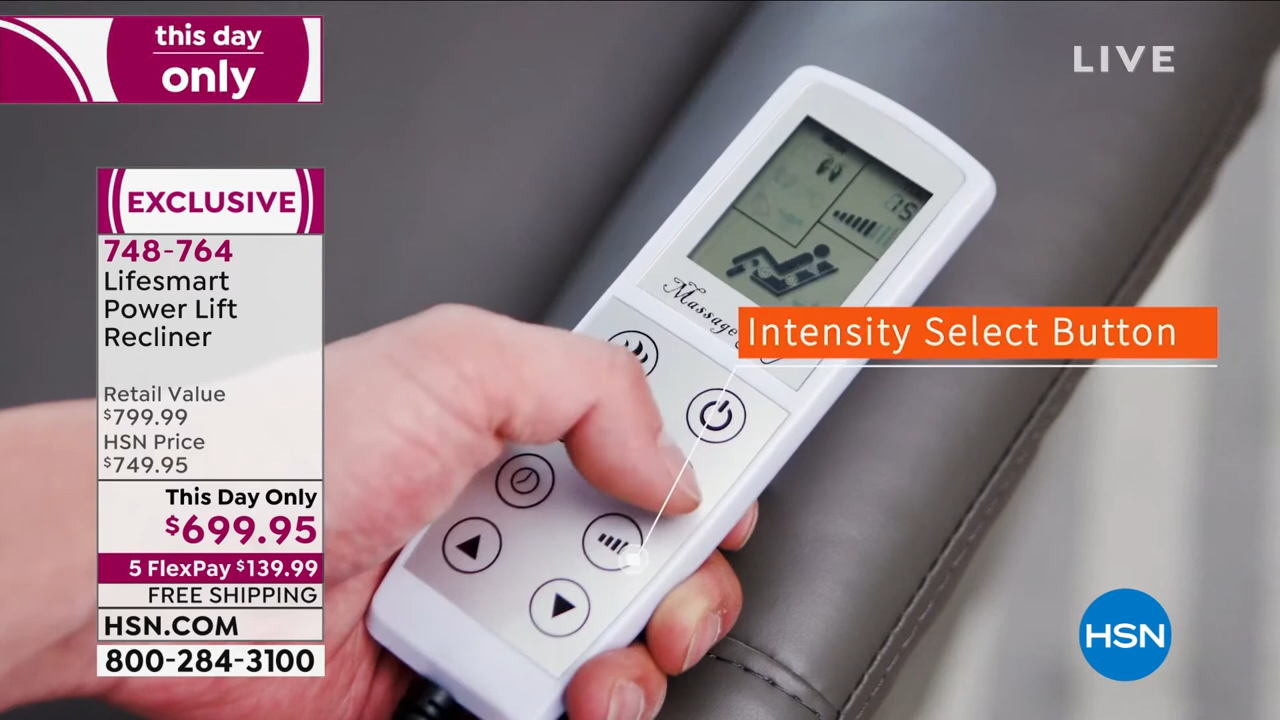 this day
only
LIVE
EXCLUSIVE
748-764
Lifesmart
Power Lift
Recliner
Retail Value
$799.99
HSN Price
$749.95
This Day Only
$699.95
5 FlexPay $139.99
FREE SHIPPING
HSN.COM
800-284-3100
15
Massage
Intensity Select Button
HSN